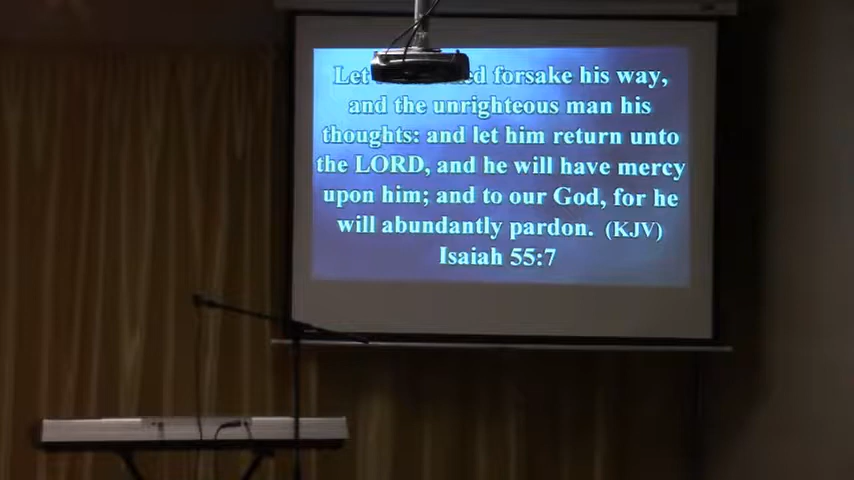 Let forsake his way,
and the unrighteous man his
thoughts: and let him return unto
the LORD, and he will have mercy
upon him; and to our God, for he
will abundantly pardon. (KJV)
Isaiah 55:7